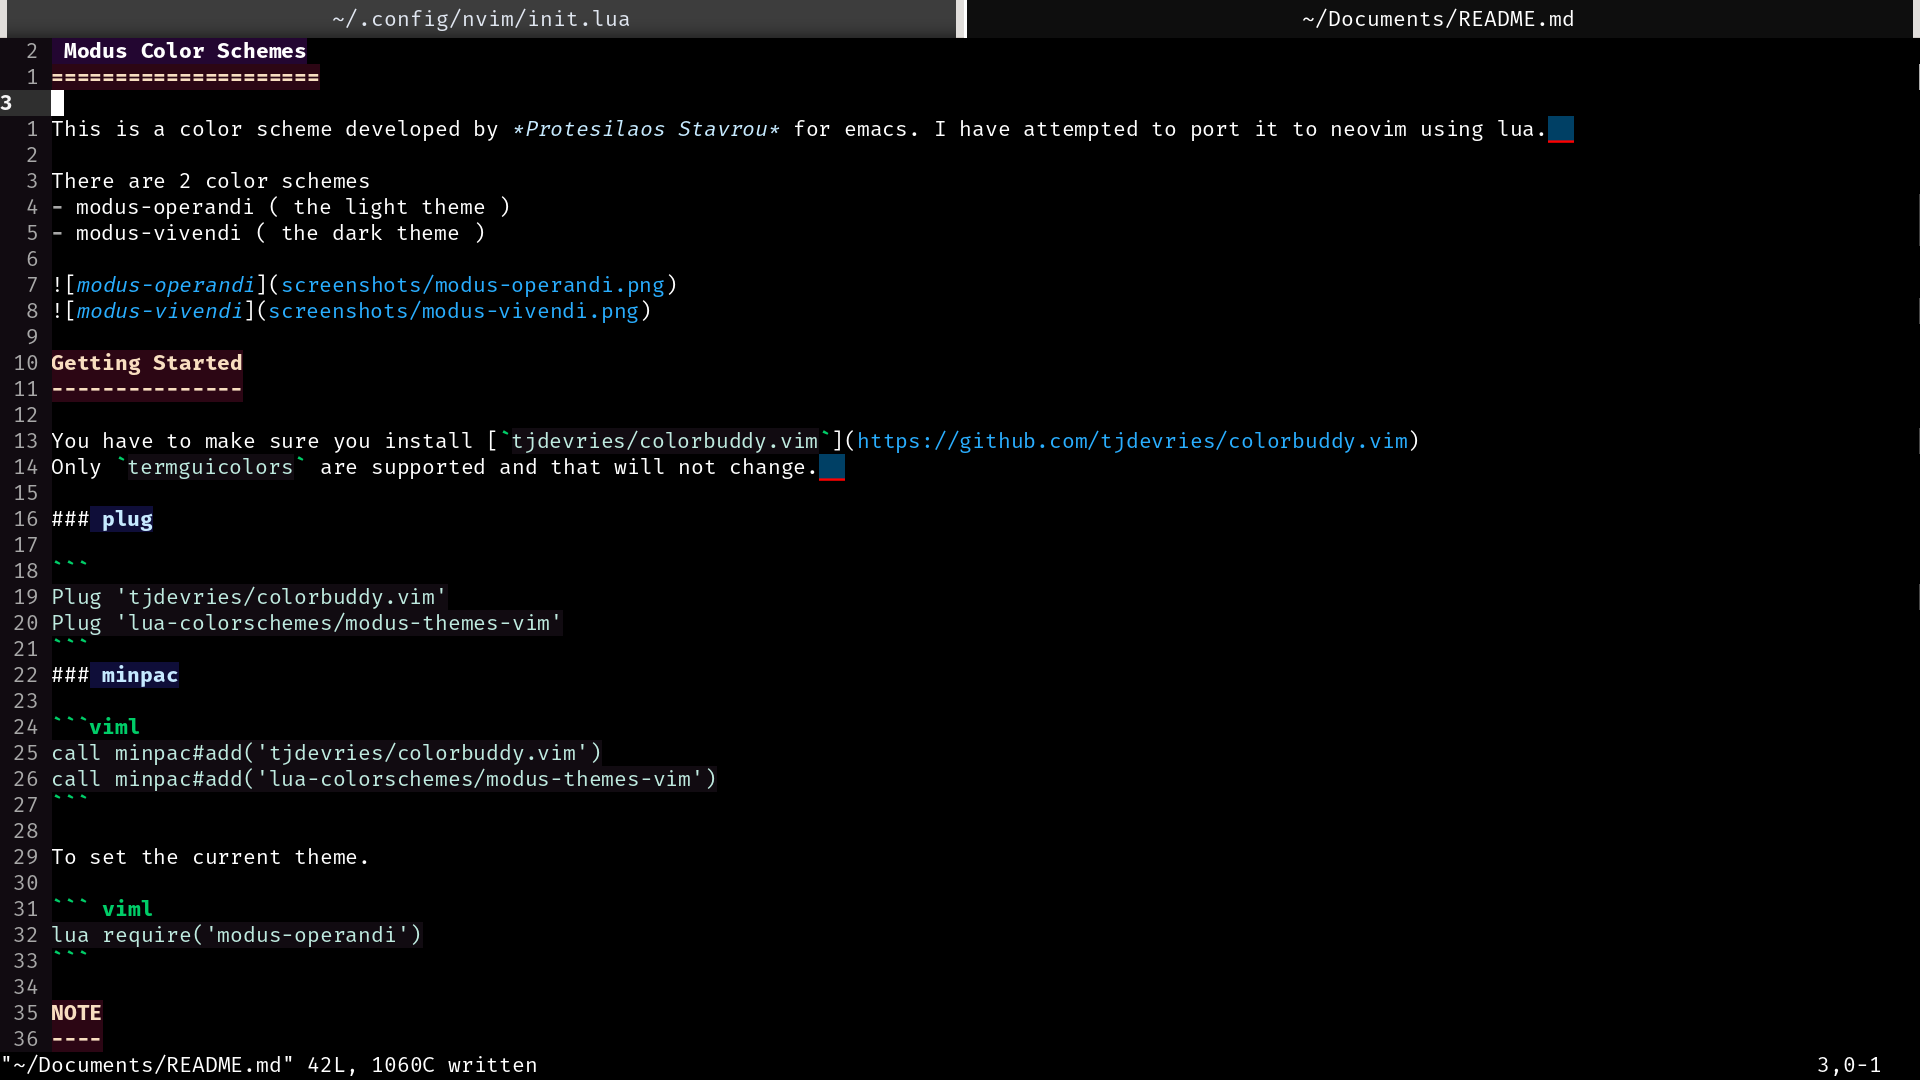 ~/.config/nvim/init.lua ~/Documents/README.md
2 Modus Color Schemes
1 =====================
3
1 This is a color scheme developed by *Protesilaos Stavrou* for emacs. I have attempted to port it to neovim using lua.
2
3 There are 2 color schemes
4 - modus-operandi ( the light theme )
5 - modus-vivendi ( the dark theme )
6
7 ![modus-operandi](screenshots/modus-operandi.png)
8 ![modus-vivendi](screenshots/modus-vivendi.png)
9
10 Getting Started
11 ---------------
12
13 You have to make sure you install [`tjdevries/colorbuddy.vim`](https://github.com/tjdevries/colorbuddy.vim)
14 Only `termguicolors` are supported and that will not change.
15
16 ### plug
17
18 ```
19 Plug 'tjdevries/colorbuddy.vim'
20 Plug 'lua-colorschemes/modus-themes-vim'
21 ```
22 ### minpac
23
24 ```viml
25 call minpac#add('tjdevries/colorbuddy.vim')
26 call minpac#add('lua-colorschemes/modus-themes-vim')
27 ```
28
29 To set the current theme.
30
31 ``` viml
32 lua require('modus-operandi')
33 ```
34
35 NOTE
36 ----
"~/Documents/README.md" 42L, 1060C written 3,0-1